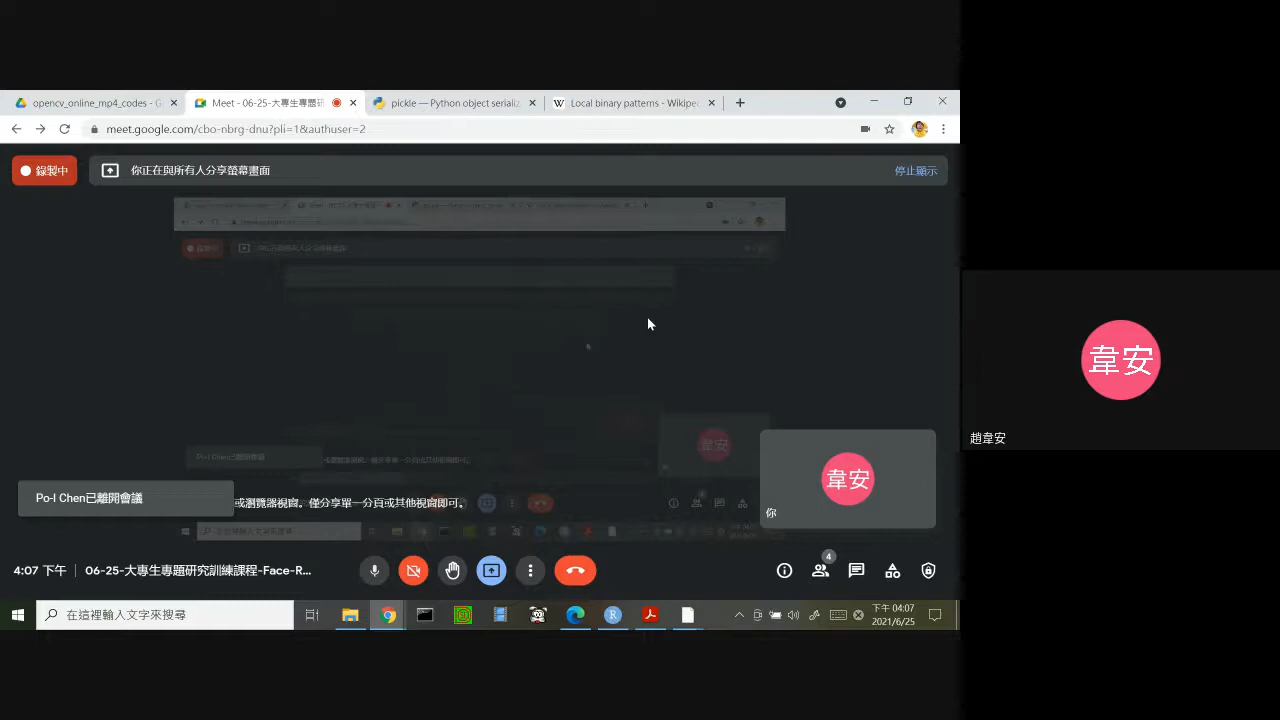 opencv_online_mp4_codes - G
Meet - 06-25-大專生專題研
pickle — Python object serializ
Local binary patterns - Wikipe
meet.google.com/cbc-nbrg-dnu?pli=1&authuser=2
錄製中
你正在與所有人分享螢幕畫面
停止顯示
韋安
趙韋安
韋安
韋安
你
Po-I Chen已離開會議
或瀏覽器視窗。僅分享單一分頁或其他視窗即可。
4:07 下午
06-25-大專生專題研究訓練課程-Face-R...
4
在這裡輸入文字來搜尋
下午 04:07
2021/6/25